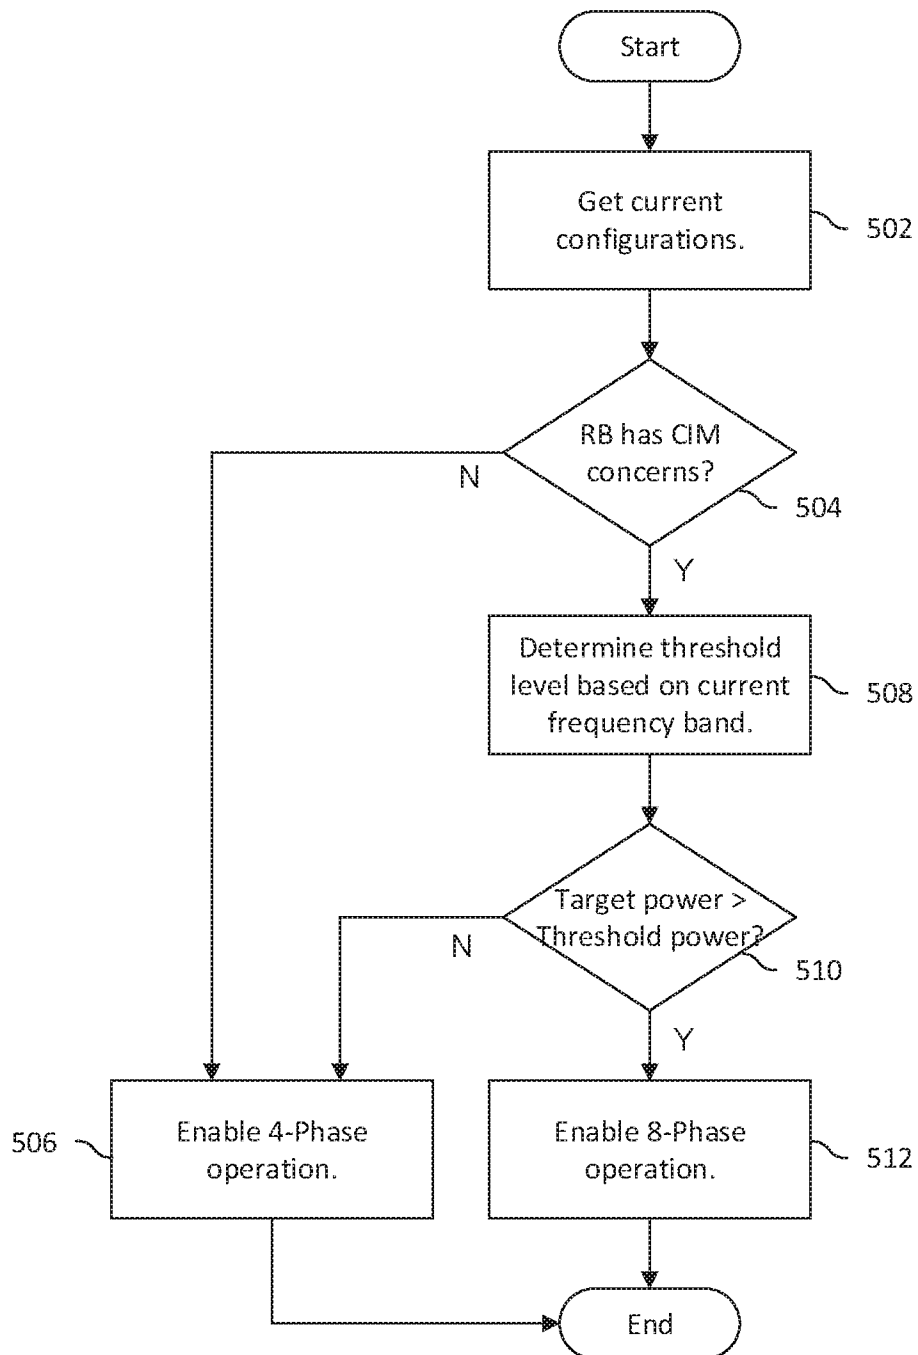 Start
Get current
configurations.
502
RB has CIM
concerns?
N
504
Y
Determine threshold
level based on current
frequency band.
508
Target power >
Threshold power?
N
510
Y
506
Enable 4-Phase
operation.
Enable 8-Phase
operation.
512
End